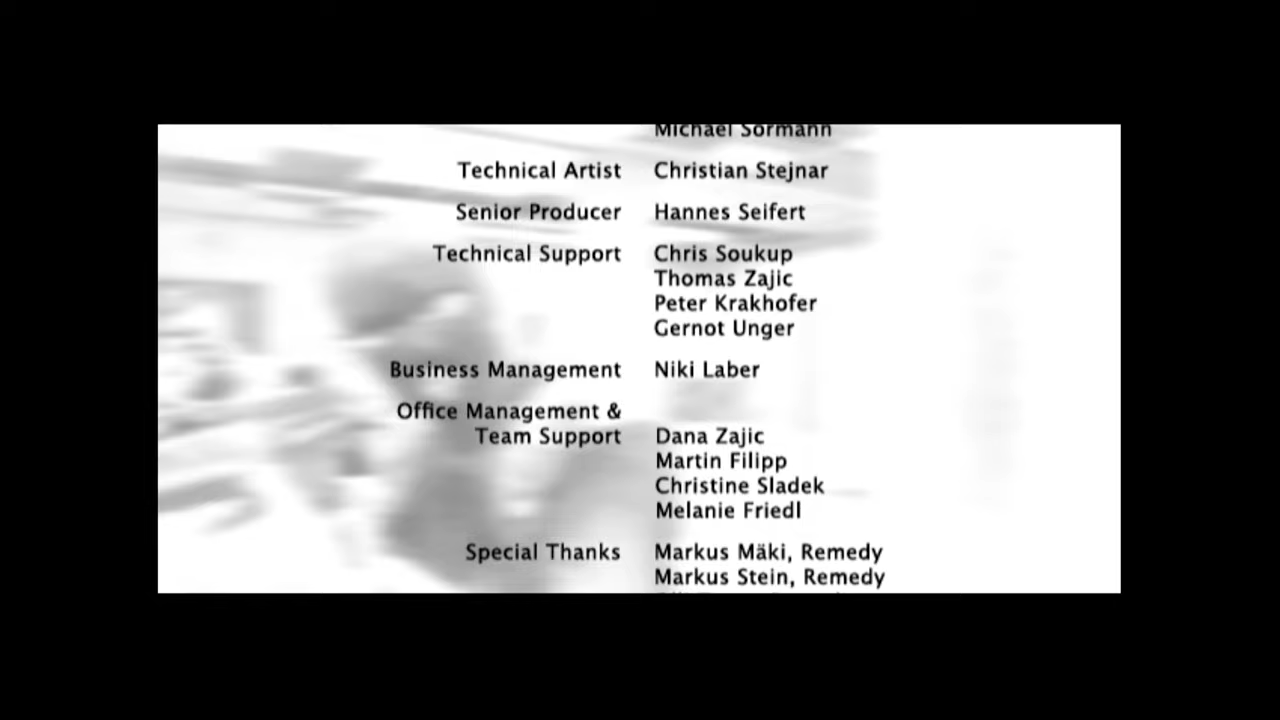 Michael Sormann
Technical Artist Christian Stejnar
Senior Producer Hannes Seifert
Technical Support Chris Soukup
Thomas Zajic
Peter Krakhofer
Gernot Unger
Business Management Niki Laber
Office Management &
Team Support Dana Zajic
Martin Filipp
Christine Sladek
Melanie Friedl
Special Thanks Markus Mäki, Remedy
Markus Stein, Remedy